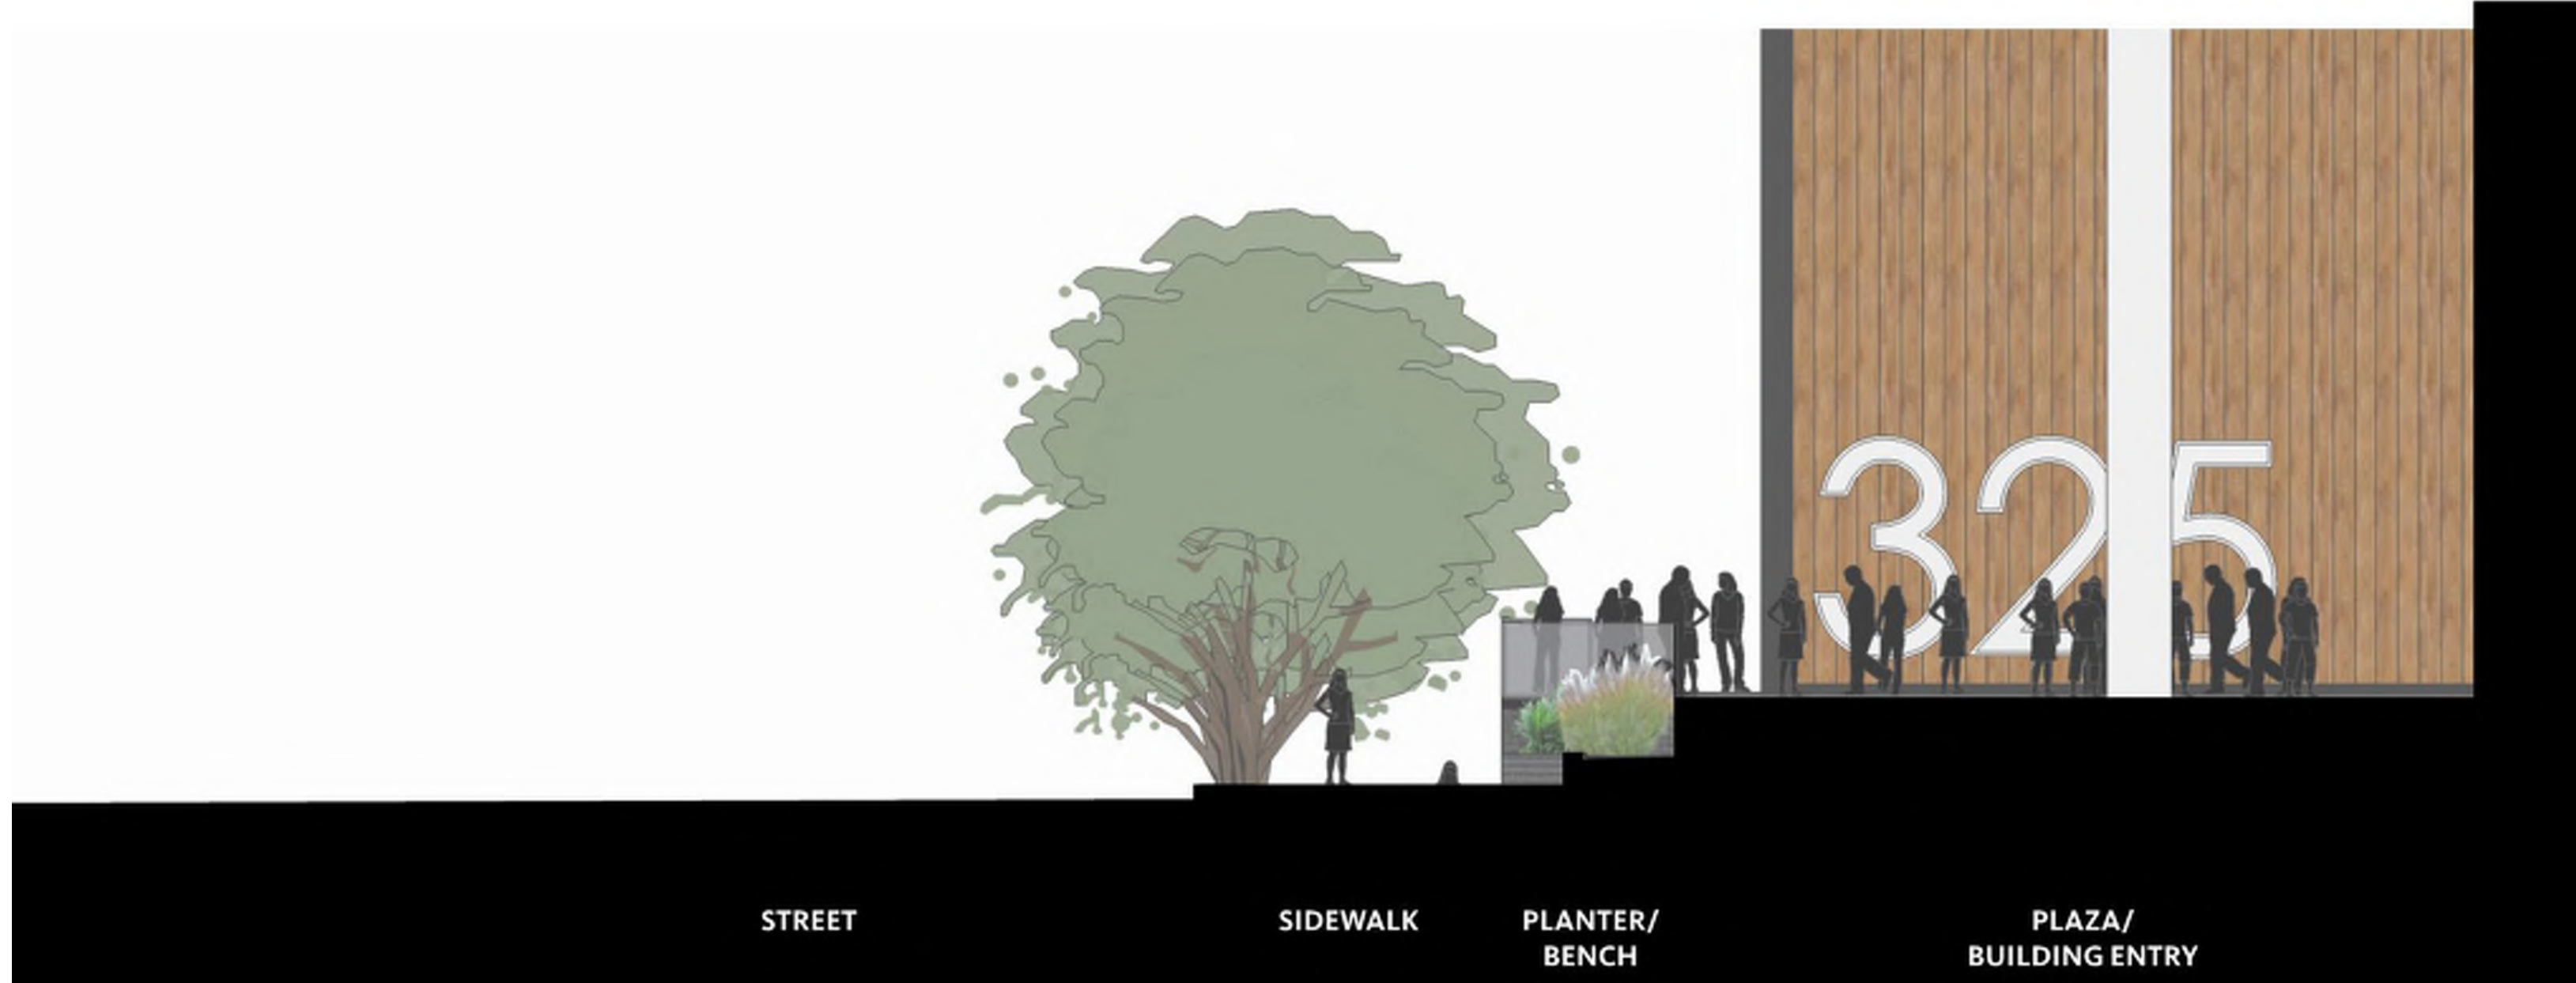 325
STREET
SIDEWALK
PLANTER/
BENCH
PLAZA/
BUILDING ENTRY